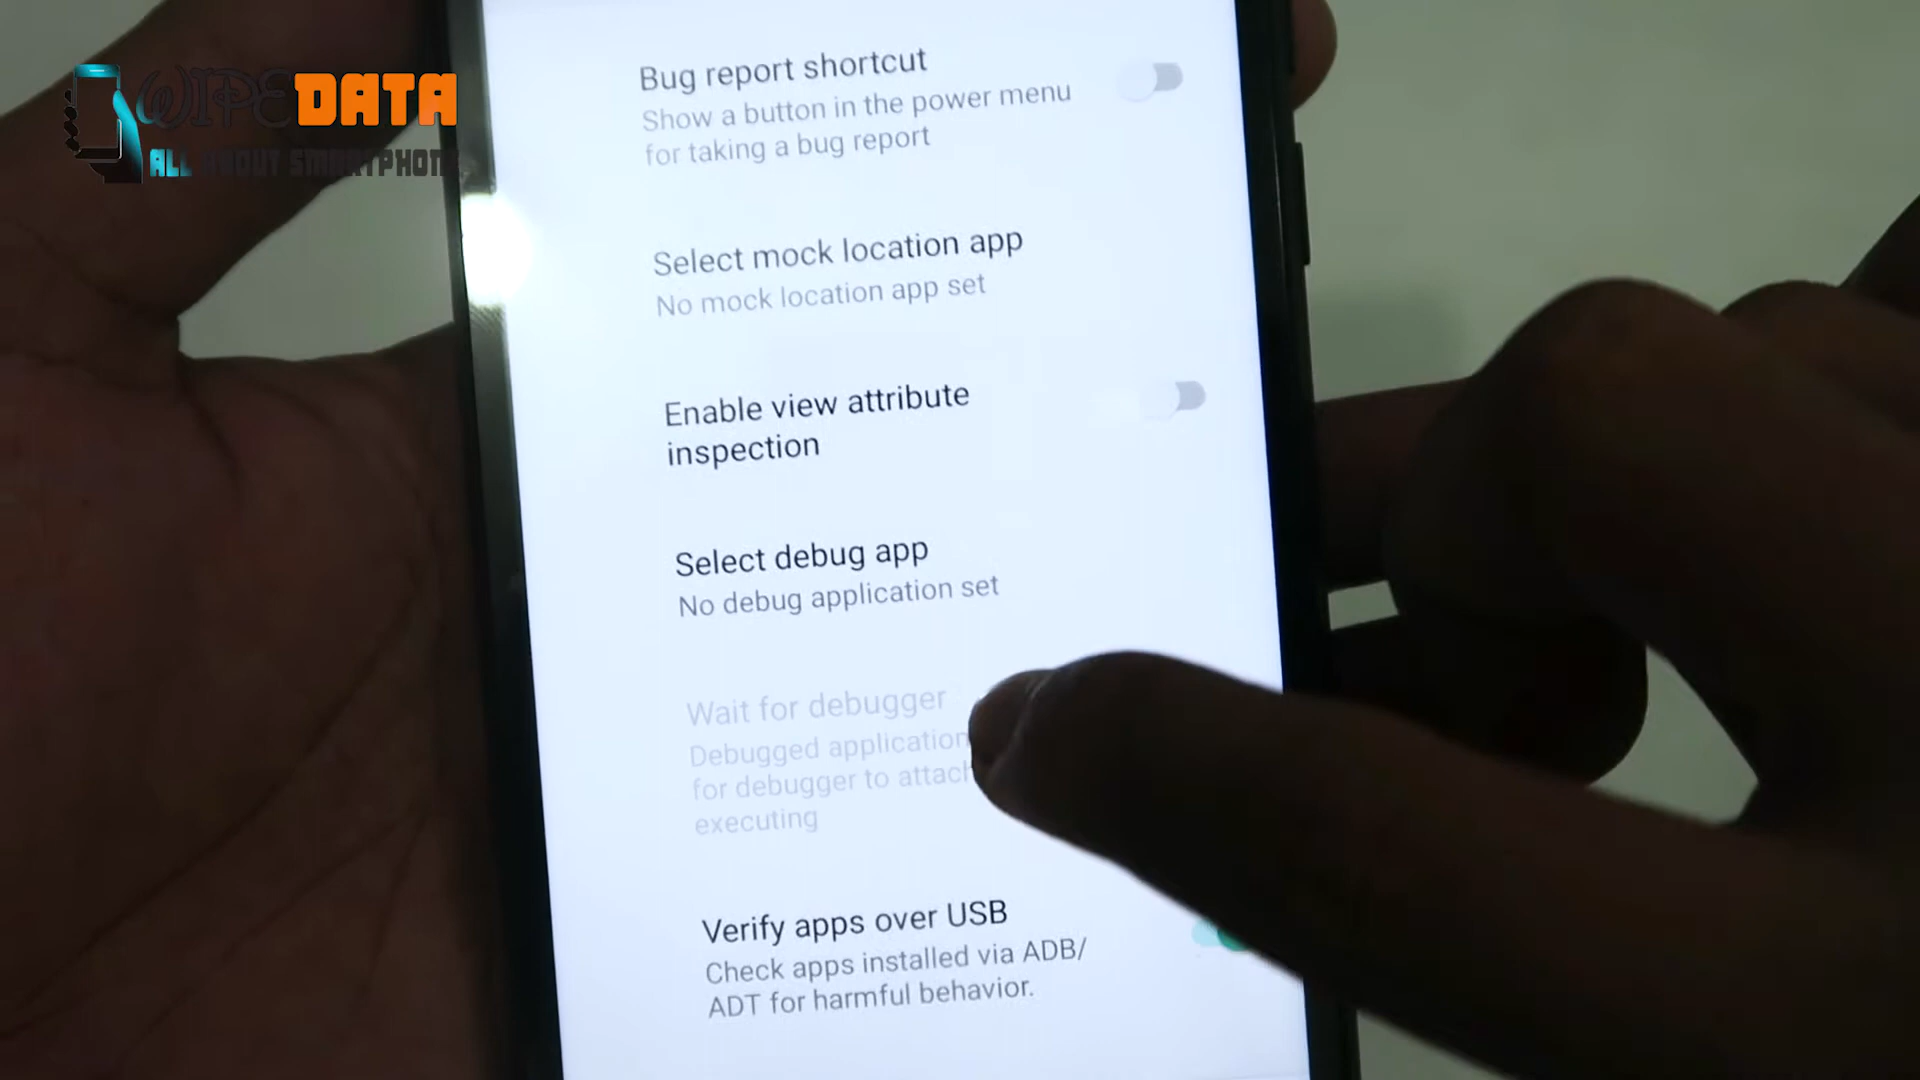 WIPEDATA
ALL ABOUT SMARTPHONE
Bug report shortcut
Show a button in the power menu
for taking a bug report
Select mock location app
No mock location app set
Enable view attribute
inspection
Select debug app
No debug application set
Wait for debugger
Debugged application
for debugger to attach
executing
Verify apps over USB
Check apps installed via ADB/
ADT for harmful behavior.